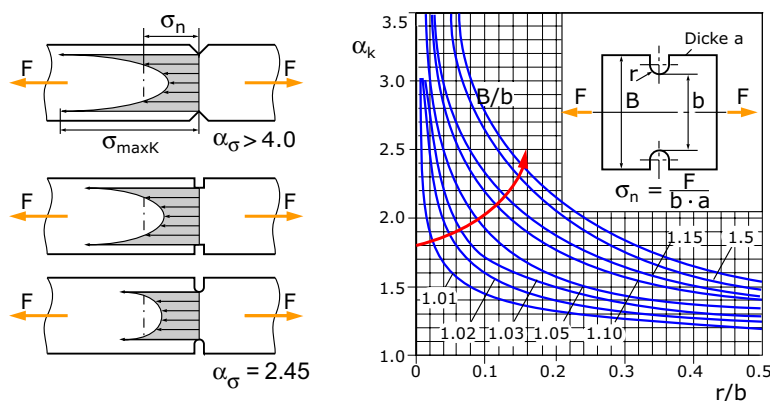 σn
F
F
σmaxK
ασ > 4.0
F
F
F
F
ασ = 2.45
αk
3.5
3.0
2.5
2.0
1.5
1.0
B/b
Dicke a
r
B
b
F
F
σn = F / b · a
1.15
1.5
1.01
1.02
1.03
1.05
1.10
0
0.1
0.2
0.3
0.4
0.5
r/b